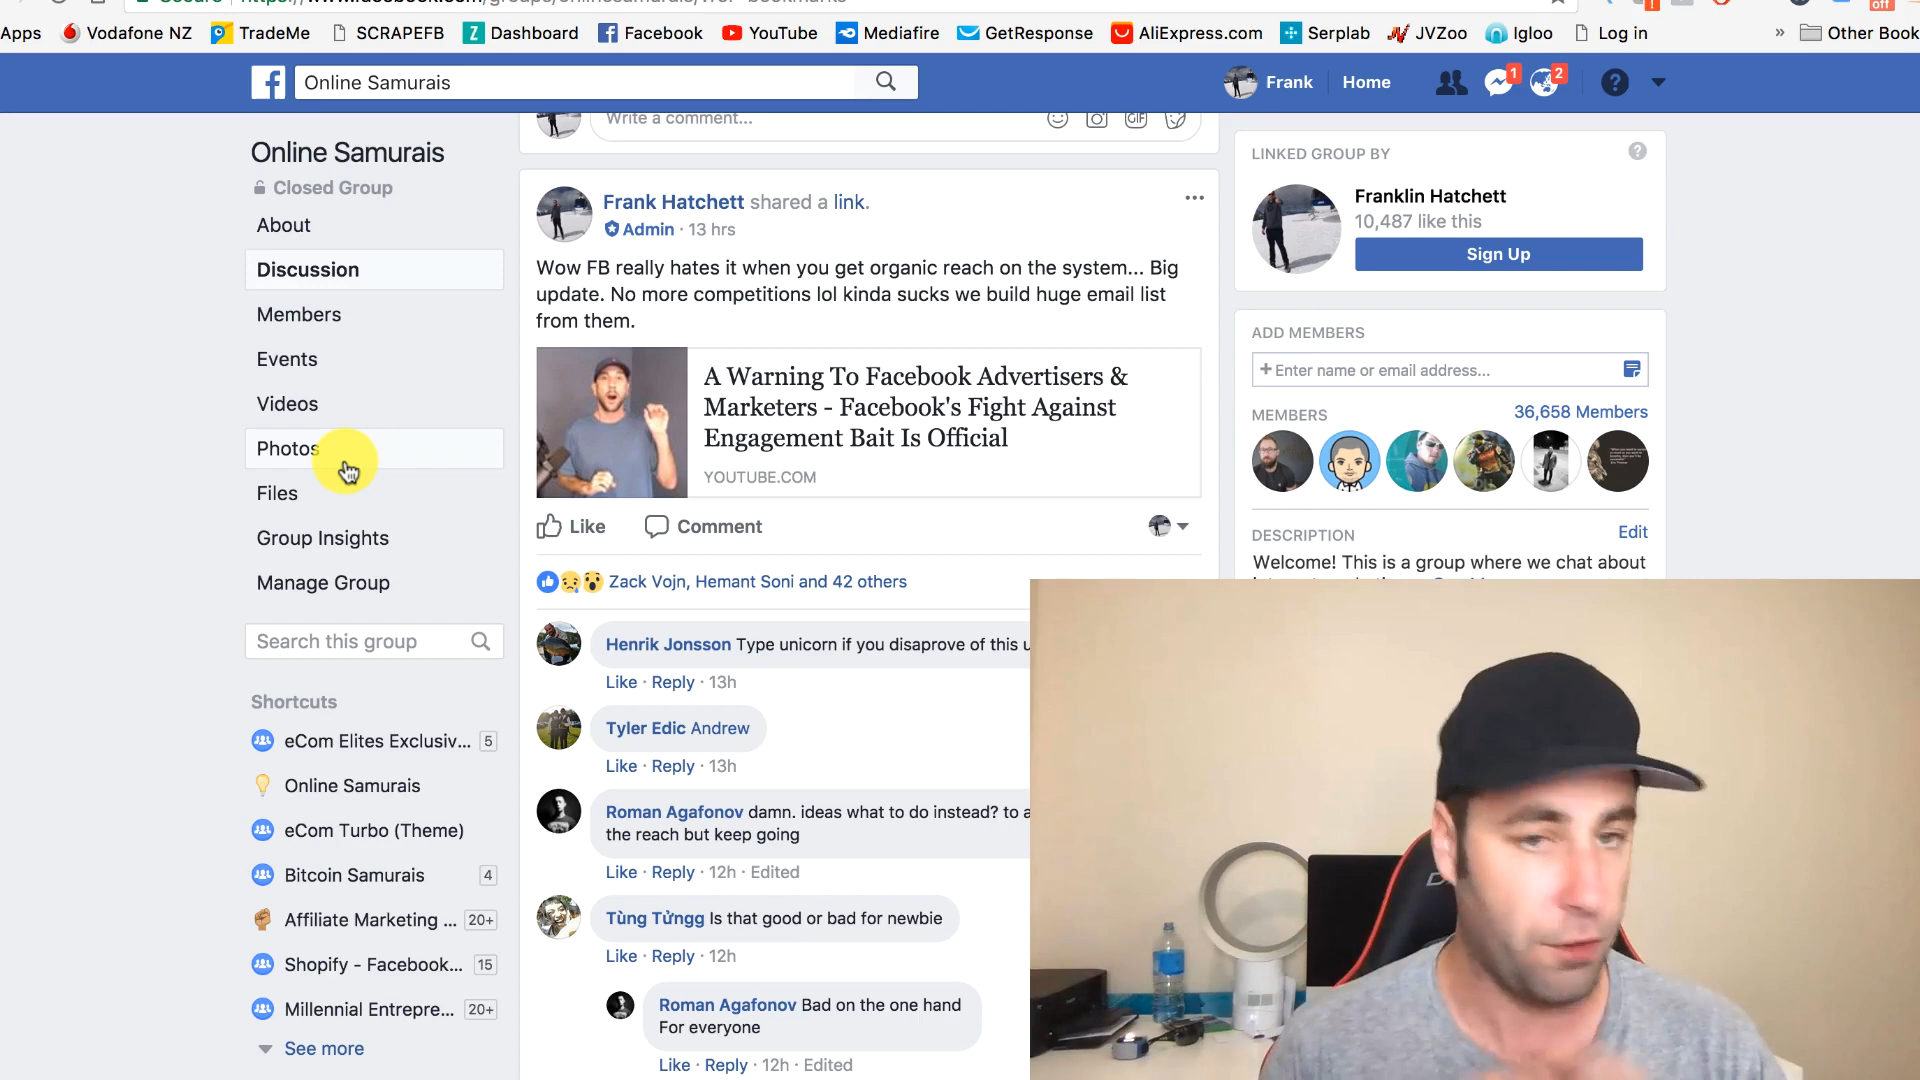 Apps
Vodafone NZ
TradeMe
SCRAPEFB
Dashboard
Facebook
YouTube
Mediafire
GetResponse
AliExpress.com
Serplab
JVZoo
Igloo
Log in
»
Other Book
off
Online Samurais
Frank
Home
1
2
Online Samurais
Closed Group
About
Discussion
Members
Events
Videos
Photos
Files
Group Insights
Manage Group
Search this group
Shortcuts
eCom Elites Exclusiv... 5
Online Samurais
eCom Turbo (Theme)
Bitcoin Samurais 4
Affiliate Marketing ... 20+
Shopify - Facebook... 15
Millennial Entrepre... 20+
See more
Write a comment...
GIF
Frank Hatchett shared a link.
Admin · 13 hrs
Wow FB really hates it when you get organic reach on the system... Big
update. No more competitions lol kinda sucks we build huge email list
from them.
A Warning To Facebook Advertisers &
Marketers - Facebook's Fight Against
Engagement Bait Is Official
YOUTUBE.COM
Like Comment
Zack Vojn, Hemant Soni and 42 others
Henrik Jonsson Type unicorn if you disaprove of this u
Like · Reply · 13h
Tyler Edic Andrew
Like · Reply · 13h
Roman Agafonov damn. ideas what to do instead? to a
the reach but keep going
Like · Reply · 12h · Edited
Tùng Tửngg Is that good or bad for newbie
Like · Reply · 12h
Roman Agafonov Bad on the one hand
For everyone
Like · Reply · 12h · Edited
LINKED GROUP BY
Franklin Hatchett
10,487 like this
Sign Up
ADD MEMBERS
+ Enter name or email address...
MEMBERS 36,658 Members
DESCRIPTION Edit
Welcome! This is a group where we chat about